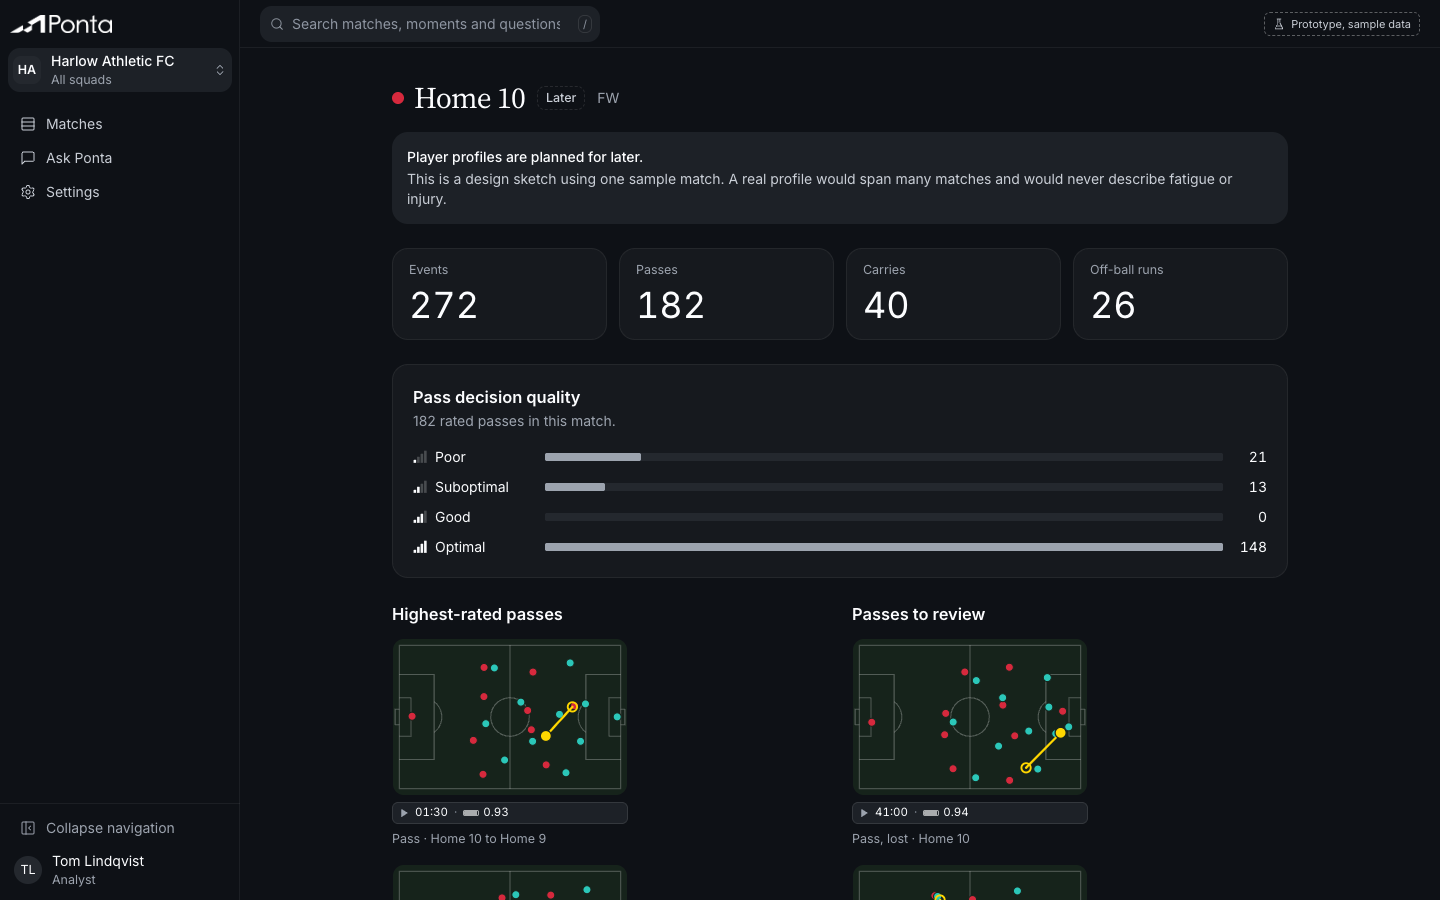 Ponta
Search matches, moments and questions
/
Prototype, sample data
HA
Harlow Athletic FC
All squads
Matches
Ask Ponta
Settings
Home 10
Later
FW
Player profiles are planned for later.
This is a design sketch using one sample match. A real profile would span many matches and would never describe fatigue or
injury.
Events
272
Passes
182
Carries
40
Off-ball runs
26
Pass decision quality
182 rated passes in this match.
Poor
21
Suboptimal
13
Good
0
Optimal
148
Highest-rated passes
01:30 · 0.93
Pass · Home 10 to Home 9
Passes to review
41:00 · 0.94
Pass, lost · Home 10
Collapse navigation
TL
Tom Lindqvist
Analyst